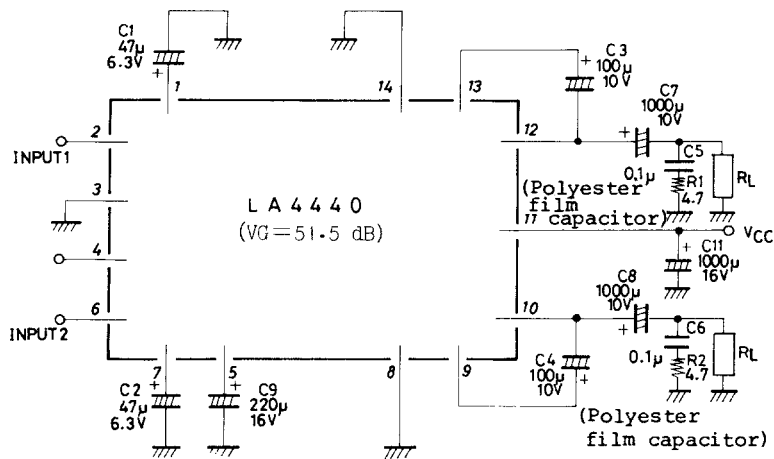 C1
47μ
6.3V
+
1
14
13
+
C3
100μ
10V
C7
1000μ
10V
+
12
2
INPUT1
C5
0.1μ
R1
4.7
RL
(Polyester
film
capacitor)
3
LA4440
(VG=51.5 dB)
11
VCC
+
C11
1000μ
16V
4
C8
1000μ
10V
+
10
6
INPUT2
C6
0.1μ
R2
4.7
RL
7
5
8
9
C2
47μ
6.3V
+
C9
220μ
16V
+
C4
100μ
10V
+
(Polyester
film capacitor)